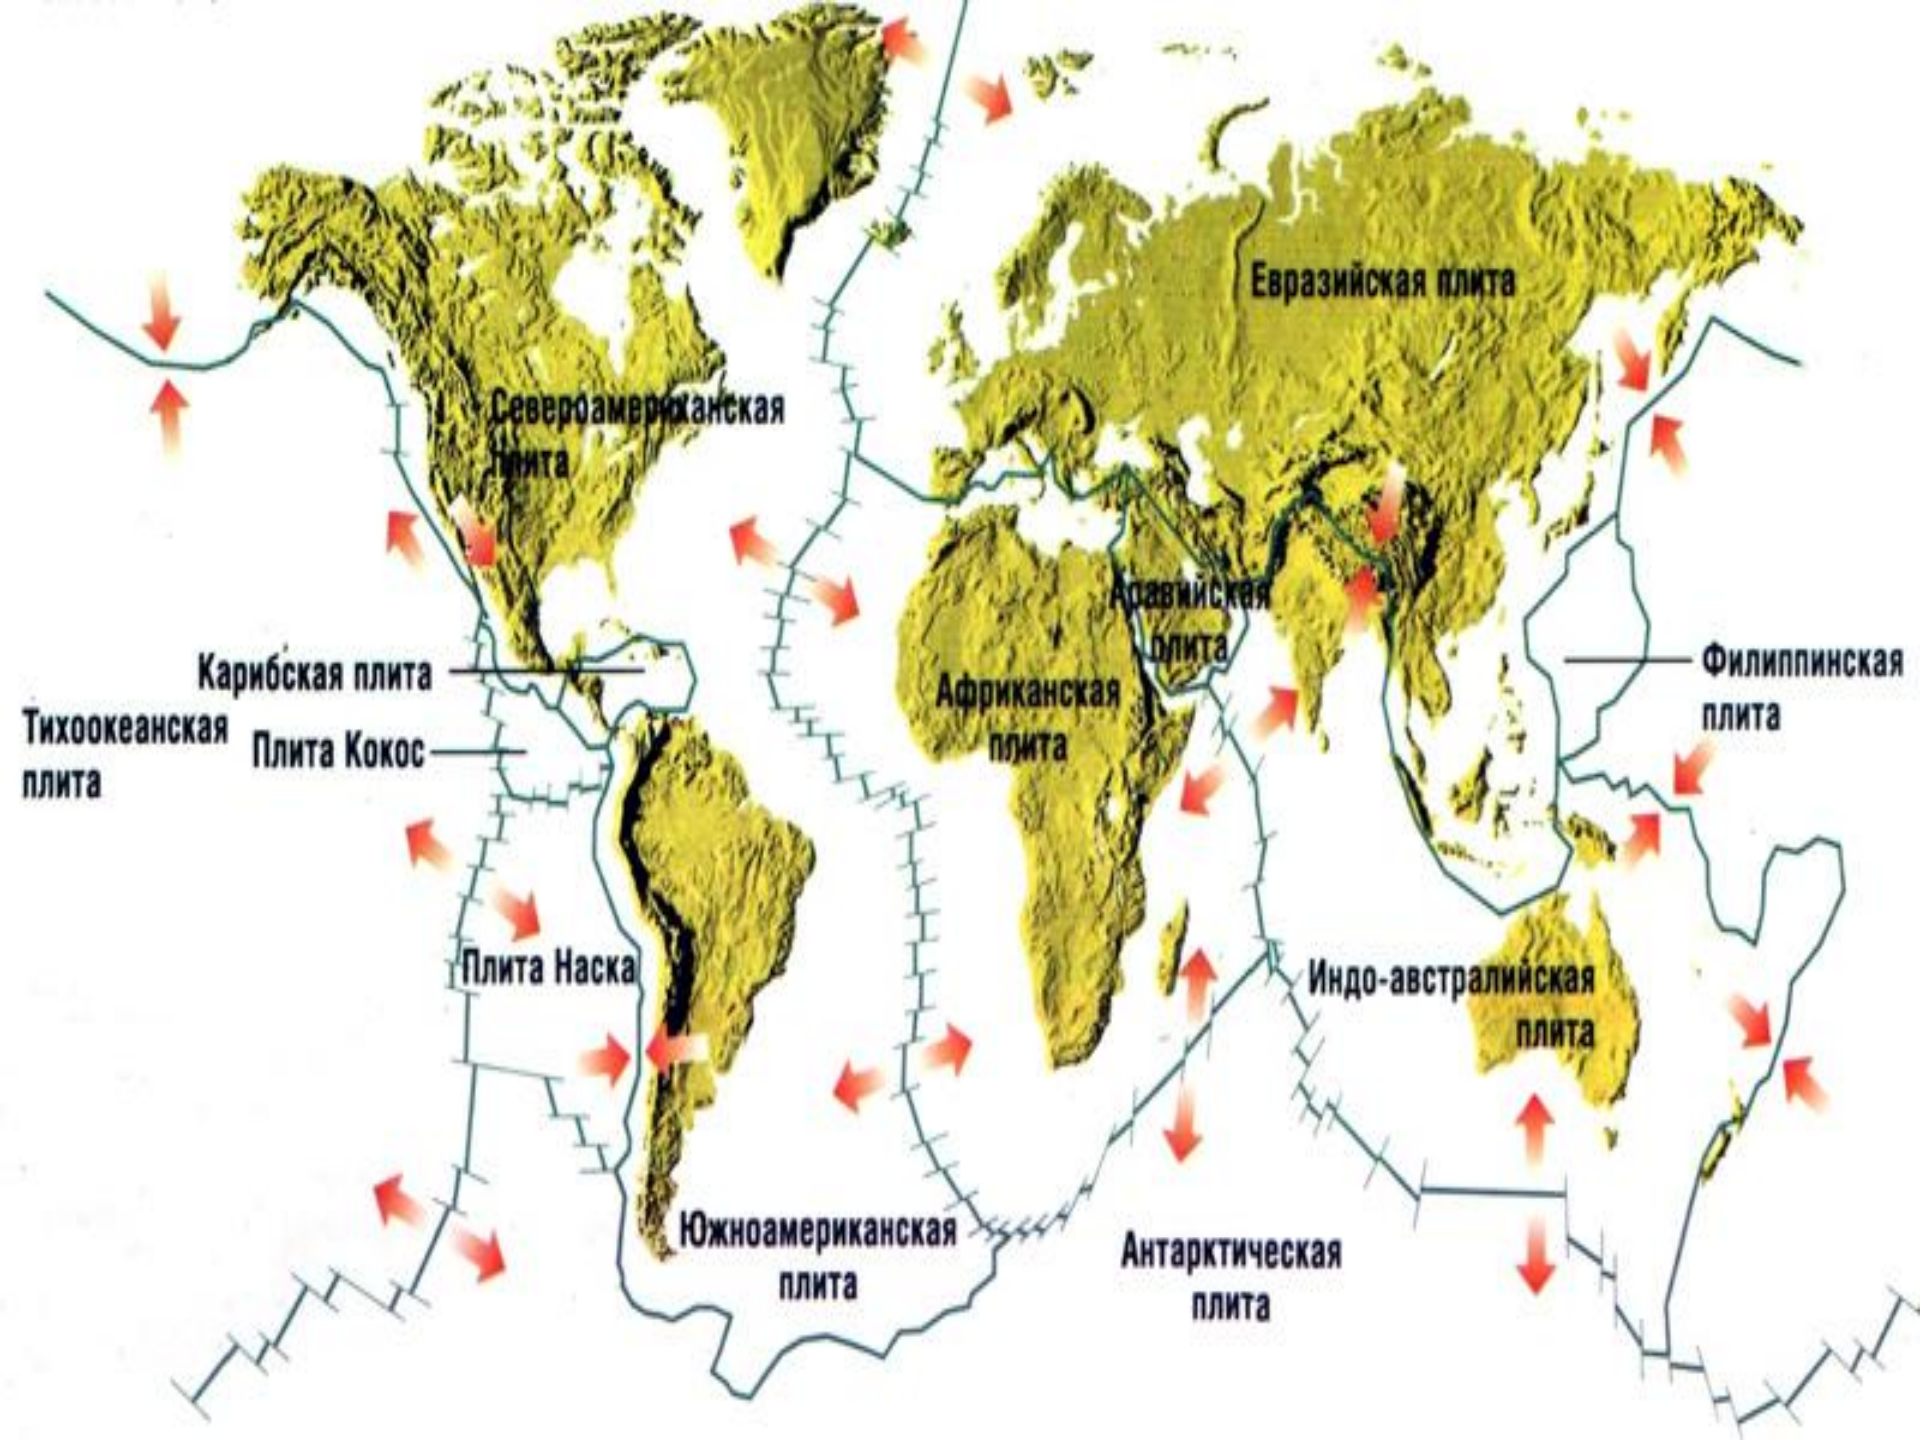 Евразийская плита
Североамериканская
плита
Аравийская
плита
Карибская плита
Филиппинская
плита
Тихоокеанская
плита
Плита Кокос
Африканская
плита
Плита Наска
Индо-австралийская
плита
Южноамериканская
плита
Антарктическая
плита